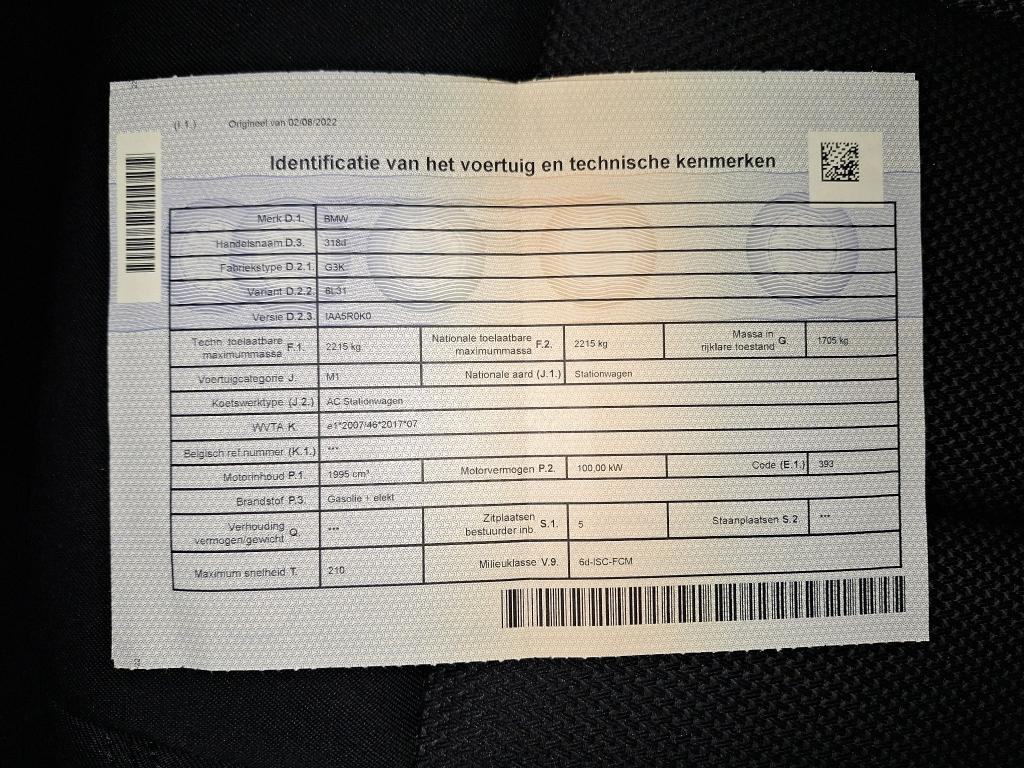 (I.1.) Origineel van 02/08/2022
Identificatie van het voertuig en technische kenmerken
Merk D.1. BMW
Handelsnaam D.3. 318d
Fabriekstype D.2.1. G3K
Variant D.2.2. 6L31
Versie D.2.3. IAA5R0K0
Techn. toelaatbare maximummassa F.1. 2215 kg Nationale toelaatbare maximummassa F.2. 2215 kg Massa in rijklare toestand G. 1705 kg
Voertuigcategorie J. M1 Nationale aard (J.1.) Stationwagen
Koetswerktype (J.2.) AC Stationwagen
WVTA K. e1*2007/46*2017*07
Belgisch ref.nummer (K.1.) ***
Motorinhoud P.1. 1995 cm³ Motorvermogen P.2. 100,00 kW Code (E.1.) 393
Brandstof P.3. Gasolie + elekt
Verhouding vermogen/gewicht Q. *** Zitplaatsen bestuurder inb. S.1. 5 Staanplaatsen S.2. ***
Maximum snelheid T. 210 Milieuklasse V.9. 6d-ISC-FCM